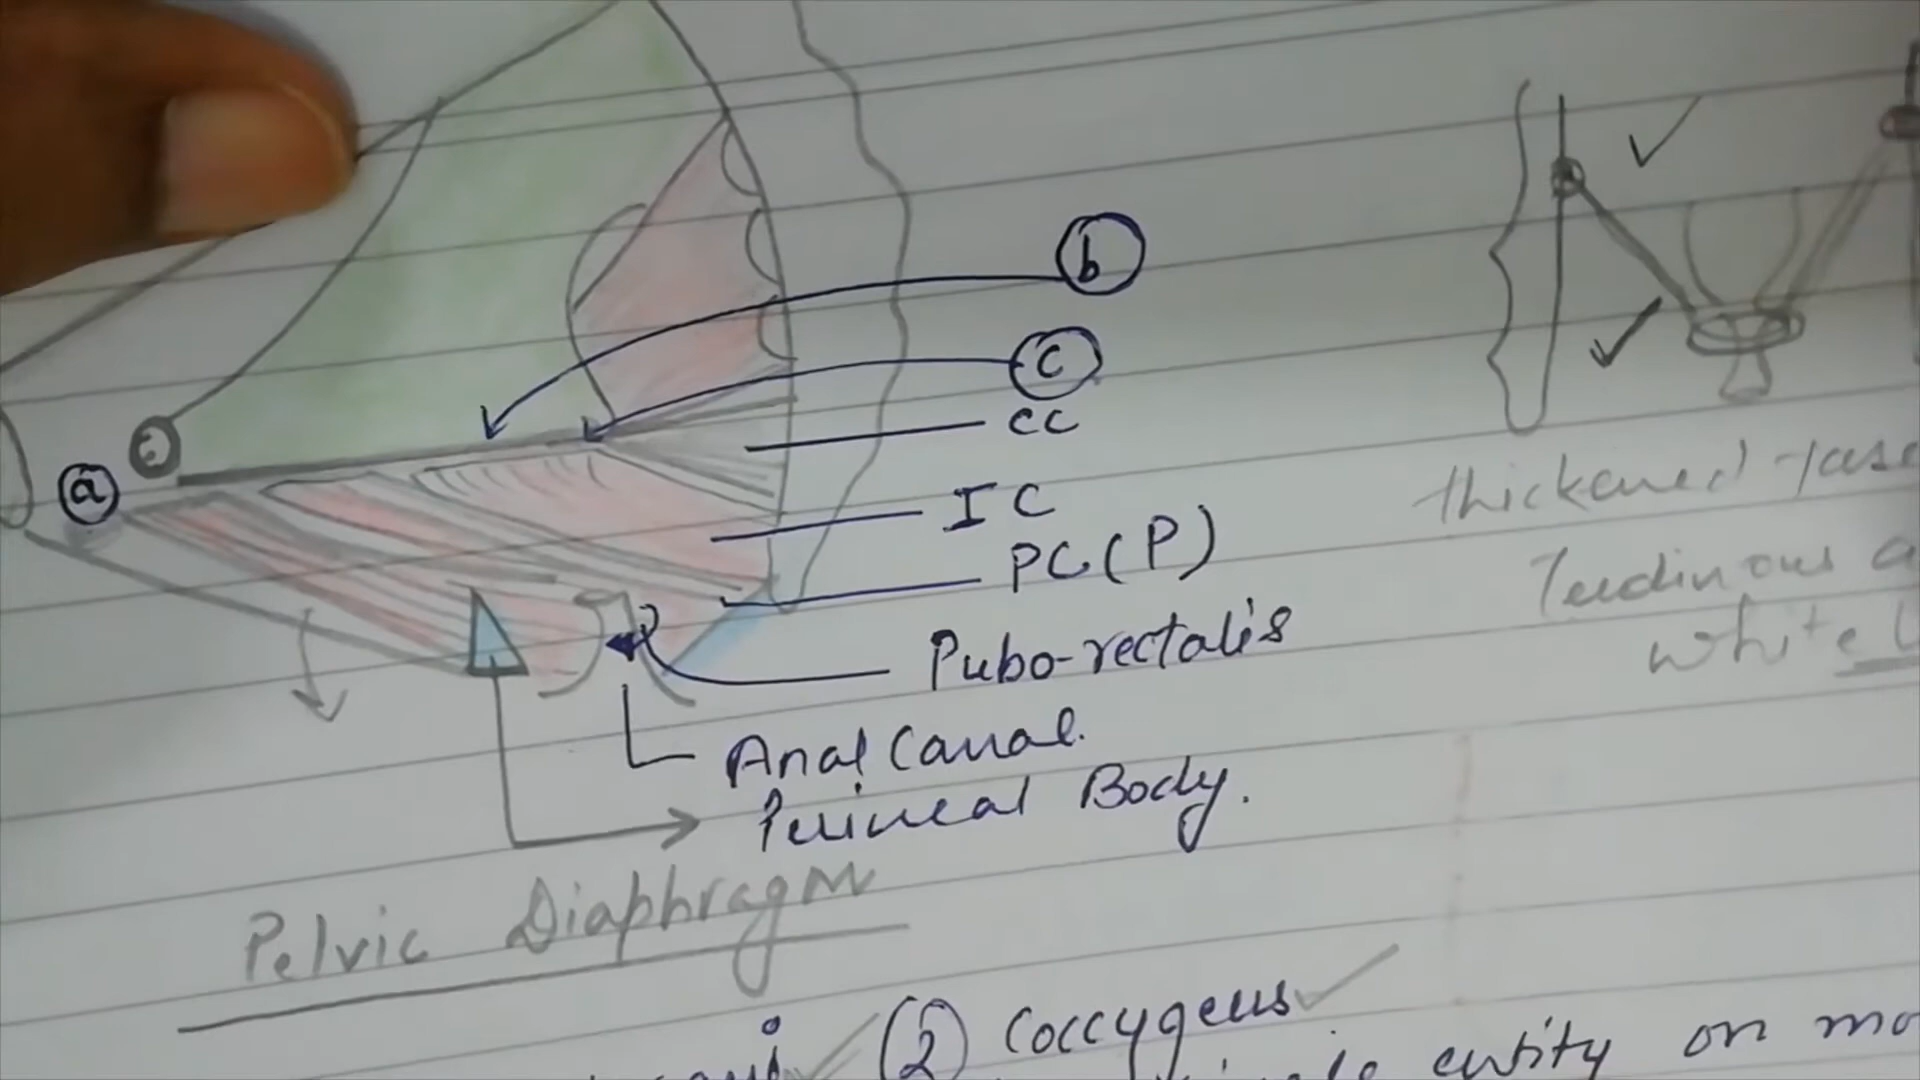 b
c
CC
a
IC
thickened
PC (P)
Tendinous
white
Pubo-rectalis
Anal Canal.
Perineal Body.
Pelvic Diaphragm
(2) Coccygeus
entity on